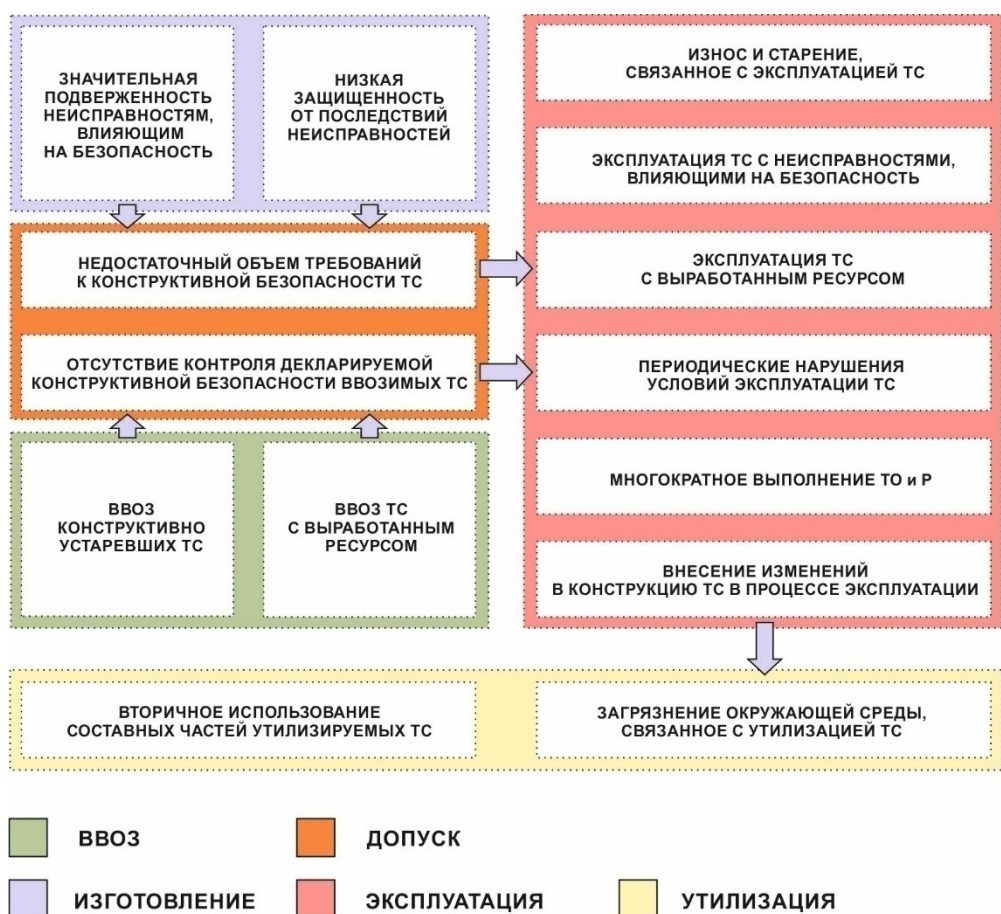 ЗНАЧИТЕЛЬНАЯ
ПОДВЕРЖЕННОСТЬ
НЕИСПРАВНОСТЯМ,
ВЛИЯЮЩИМ
НА БЕЗОПАСНОСТЬ
НИЗКАЯ
ЗАЩИЩЕННОСТЬ
ОТ ПОСЛЕДСТВИЙ
НЕИСПРАВНОСТЕЙ
НЕДОСТАТОЧНЫЙ ОБЪЕМ ТРЕБОВАНИЙ
К КОНСТРУКТИВНОЙ БЕЗОПАСНОСТИ ТС
ОТСУТСТВИЕ КОНТРОЛЯ ДЕКЛАРИРУЕМОЙ
КОНСТРУКТИВНОЙ БЕЗОПАСНОСТИ ВВОЗИМЫХ ТС
ВВОЗ
КОНСТРУКТИВНО
УСТАРЕВШИХ ТС
ВВОЗ ТС
С ВЫРАБОТАННЫМ
РЕСУРСОМ
ИЗНОС И СТАРЕНИЕ,
СВЯЗАННОЕ С ЭКСПЛУАТАЦИЕЙ ТС
ЭКСПЛУАТАЦИЯ ТС С НЕИСПРАВНОСТЯМИ,
ВЛИЯЮЩИМИ НА БЕЗОПАСНОСТЬ
ЭКСПЛУАТАЦИЯ ТС
С ВЫРАБОТАННЫМ РЕСУРСОМ
ПЕРИОДИЧЕСКИЕ НАРУШЕНИЯ
УСЛОВИЙ ЭКСПЛУАТАЦИИ ТС
МНОГОКРАТНОЕ ВЫПОЛНЕНИЕ ТО и Р
ВНЕСЕНИЕ ИЗМЕНЕНИЙ
В КОНСТРУКЦИЮ ТС В ПРОЦЕССЕ ЭКСПЛУАТАЦИИ
ВТОРИЧНОЕ ИСПОЛЬЗОВАНИЕ
СОСТАВНЫХ ЧАСТЕЙ УТИЛИЗИРУЕМЫХ ТС
ЗАГРЯЗНЕНИЕ ОКРУЖАЮЩЕЙ СРЕДЫ,
СВЯЗАННОЕ С УТИЛИЗАЦИЕЙ ТС
ВВОЗ
ДОПУСК
ИЗГОТОВЛЕНИЕ
ЭКСПЛУАТАЦИЯ
УТИЛИЗАЦИЯ